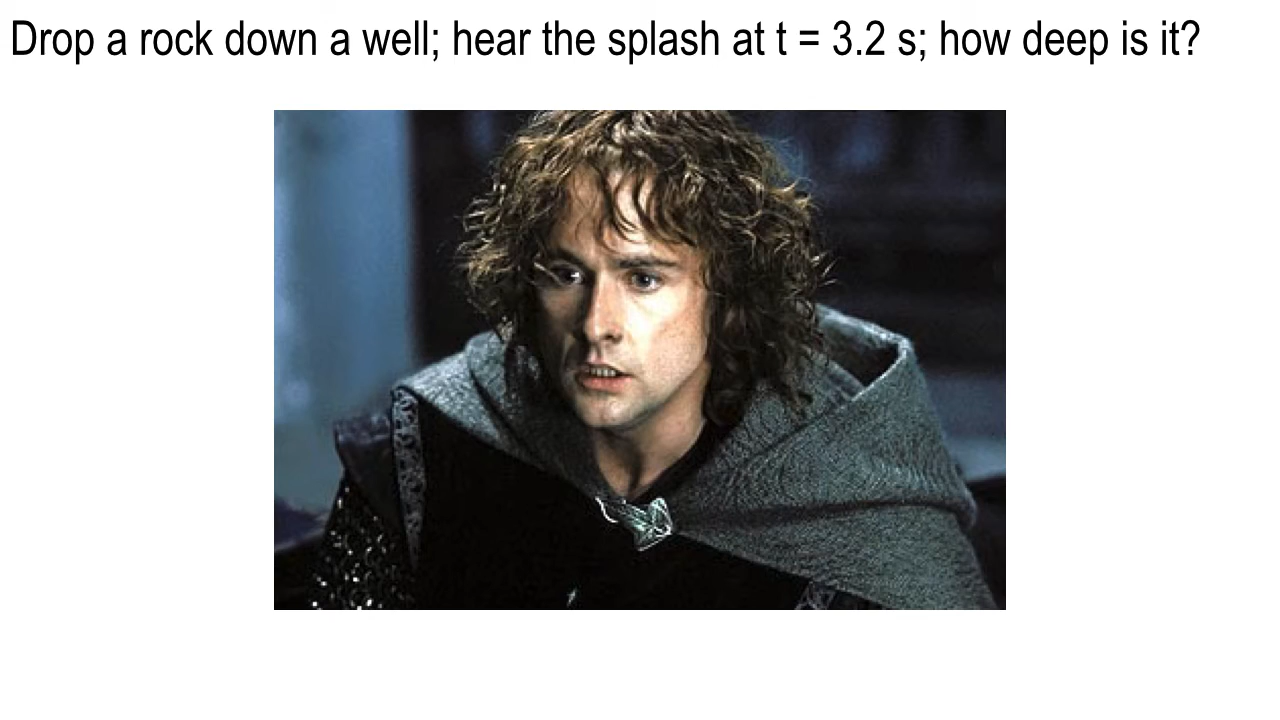 Drop a rock down a well; hear the splash at t = 3.2 s; how deep is it?